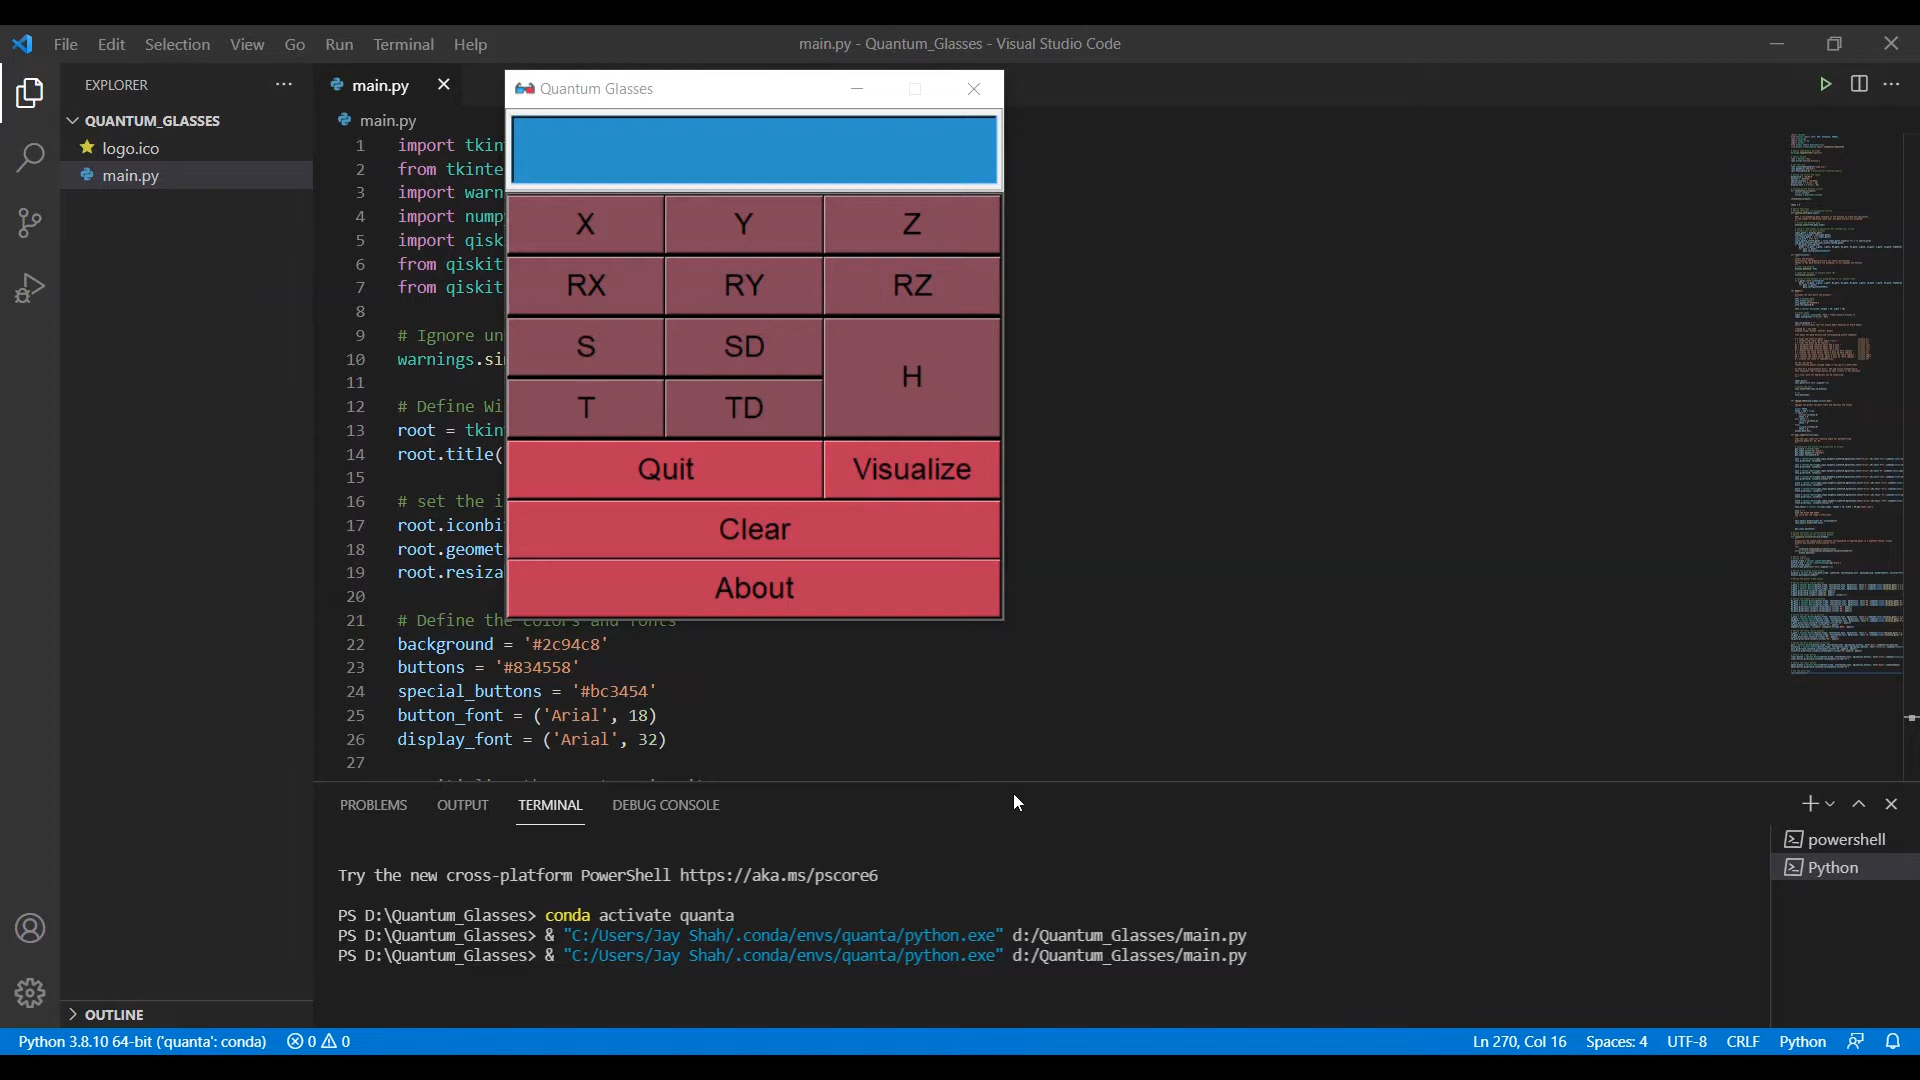 File Edit Selection View Go Run Terminal Help
main.py - Quantum_Glasses - Visual Studio Code
EXPLORER
QUANTUM_GLASSES
logo.ico
main.py
main.py
main.py
1 import tkin
2 from tkinte
3 import warn
4 import nump
5 import qisk
6 from qiskit
7 from qiskit
8
9 # Ignore un
10 warnings.si
11
12 # Define Wi
13 root = tkin
14 root.title(
15
16 # set the i
17 root.iconbi
18 root.geomet
19 root.resiza
20
21 # Define the colors and fonts
22 background = '#2c94c8'
23 buttons = '#834558'
24 special_buttons = '#bc3454'
25 button_font = ('Arial', 18)
26 display_font = ('Arial', 32)
27
Quantum Glasses
X Y Z
RX RY RZ
S SD H
T TD
Quit Visualize
Clear
About
PROBLEMS OUTPUT TERMINAL DEBUG CONSOLE
Try the new cross-platform PowerShell https://aka.ms/pscore6
PS D:\Quantum_Glasses> conda activate quanta
PS D:\Quantum_Glasses> & "C:/Users/Jay Shah/.conda/envs/quanta/python.exe" d:/Quantum_Glasses/main.py
PS D:\Quantum_Glasses> & "C:/Users/Jay Shah/.conda/envs/quanta/python.exe" d:/Quantum_Glasses/main.py
powershell
Python
OUTLINE
Python 3.8.10 64-bit ('quanta': conda) 0 0 Ln 270, Col 16 Spaces: 4 UTF-8 CRLF Python